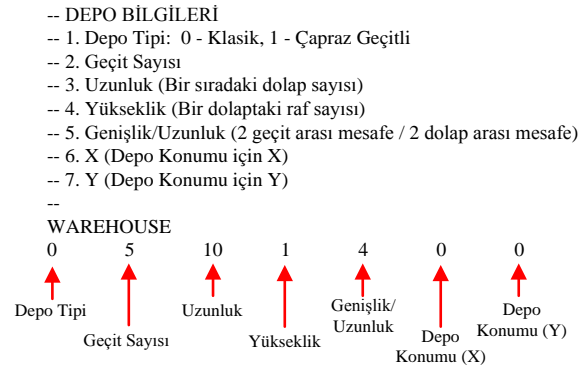 -- DEPO BİLGİLERİ
-- 1. Depo Tipi: 0 - Klasik, 1 - Çapraz Geçitli
-- 2. Geçit Sayısı
-- 3. Uzunluk (Bir sıradaki dolap sayısı)
-- 4. Yükseklik (Bir dolaptaki raf sayısı)
-- 5. Genişlik/Uzunluk (2 geçit arası mesafe / 2 dolap arası mesafe)
-- 6. X (Depo Konumu için X)
-- 7. Y (Depo Konumu için Y)
--
WAREHOUSE
0 5 10 1 4 0 0
Depo Tipi
Geçit Sayısı
Uzunluk
Yükseklik
Genişlik/
Uzunluk
Depo
Konumu (X)
Depo
Konumu (Y)